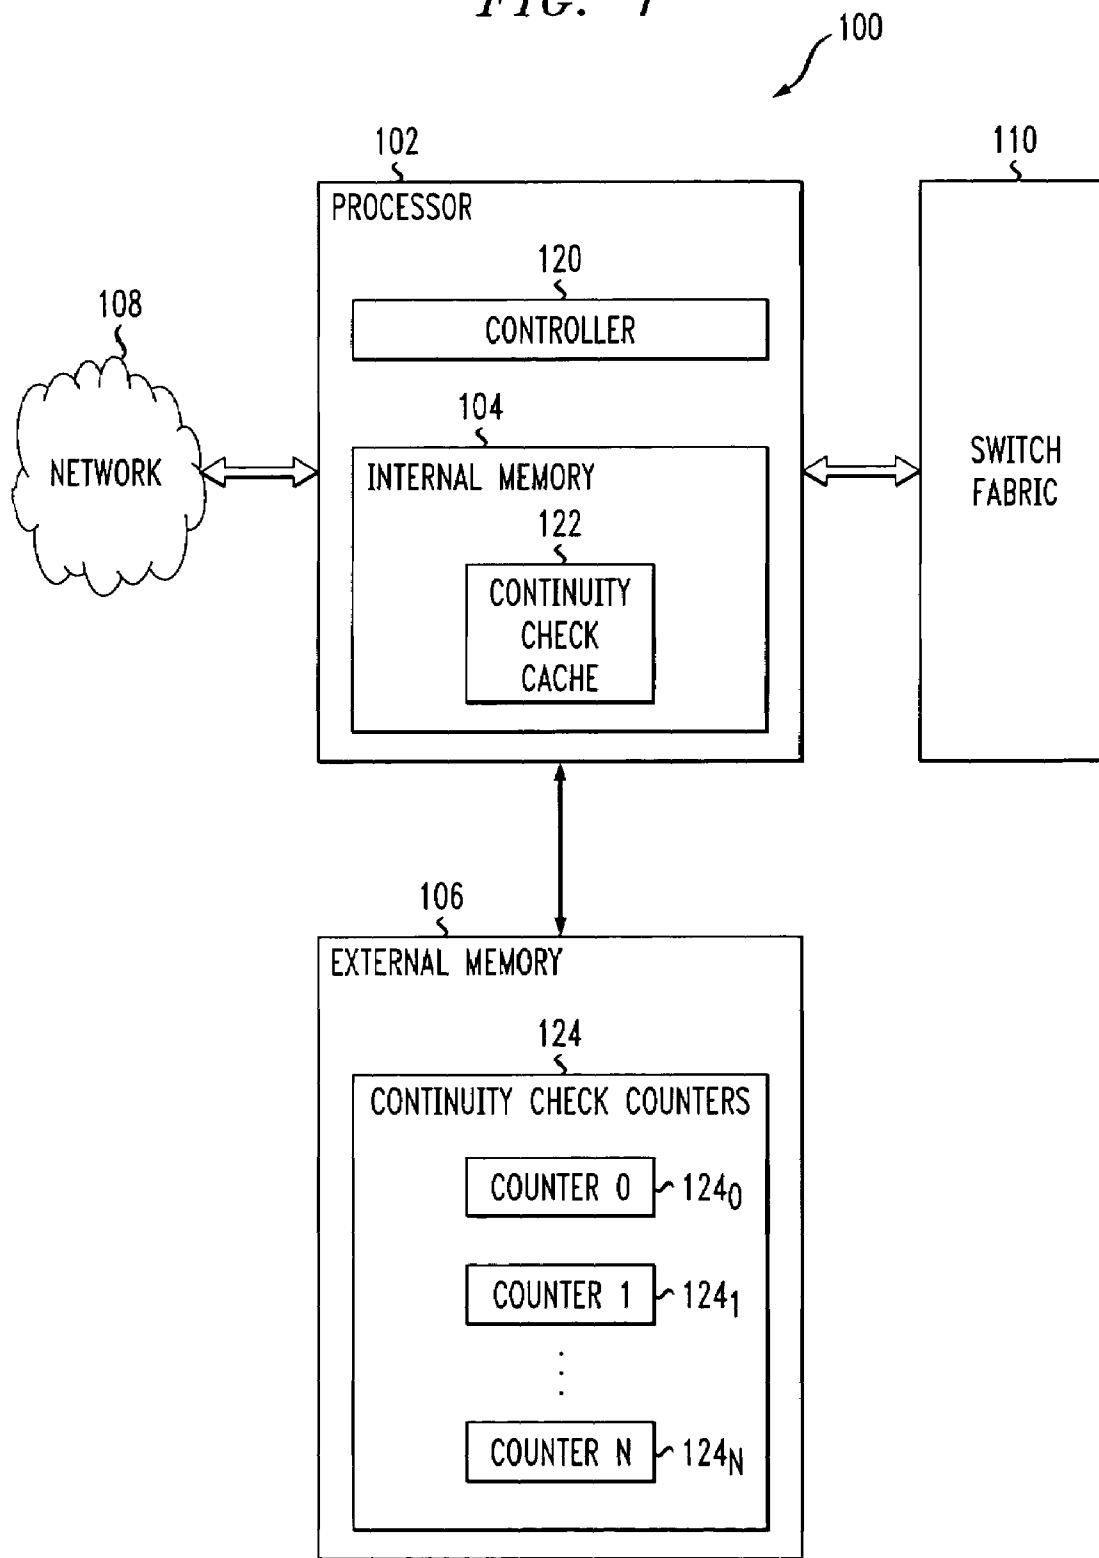 FIG.
100
102
110
PROCESSOR
120
CONTROLLER
108
NETWORK
104
INTERNAL MEMORY
122
CONTINUITY
CHECK
CACHE
SWITCH
FABRIC
106
EXTERNAL MEMORY
124
CONTINUITY CHECK COUNTERS
COUNTER 0 124₀
COUNTER 1 124₁
COUNTER N 124N